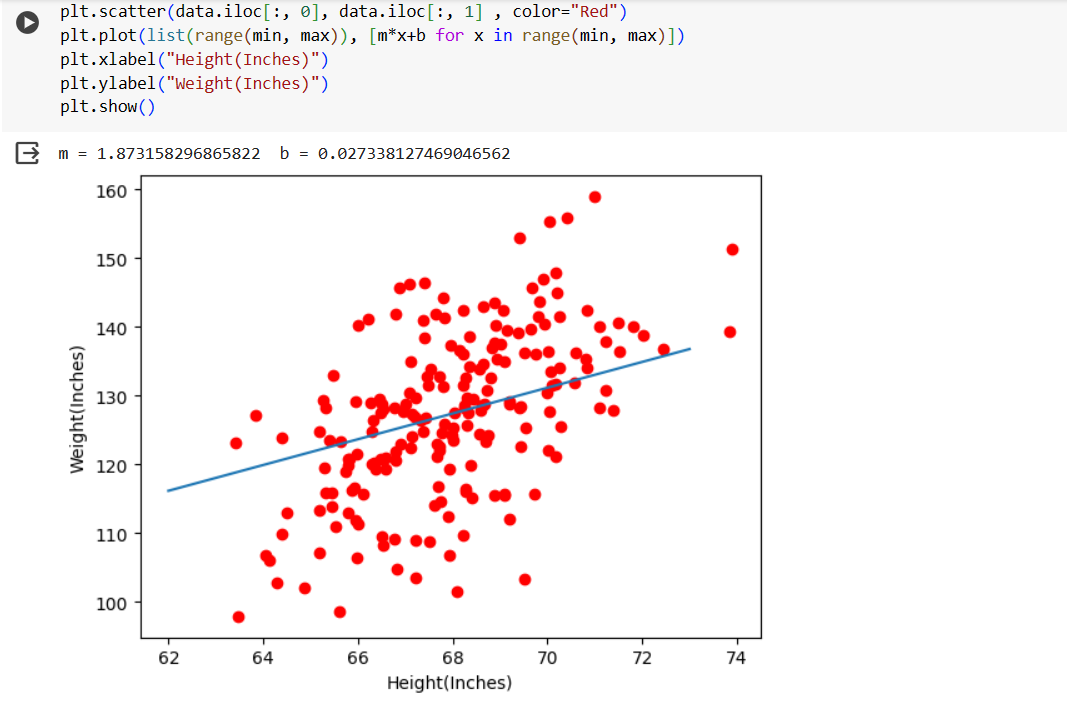 plt.scatter(data.iloc[:, 0], data.iloc[:, 1] , color="Red")
plt.plot(list(range(min, max)), [m*x+b for x in range(min, max)])
plt.xlabel("Height(Inches)")
plt.ylabel("Weight(Inches)")
plt.show()
m = 1.873158296865822  b = 0.027338127469046562
160
150
140
130
120
110
100
Weight(Inches)
62 64 66 68 70 72 74
Height(Inches)